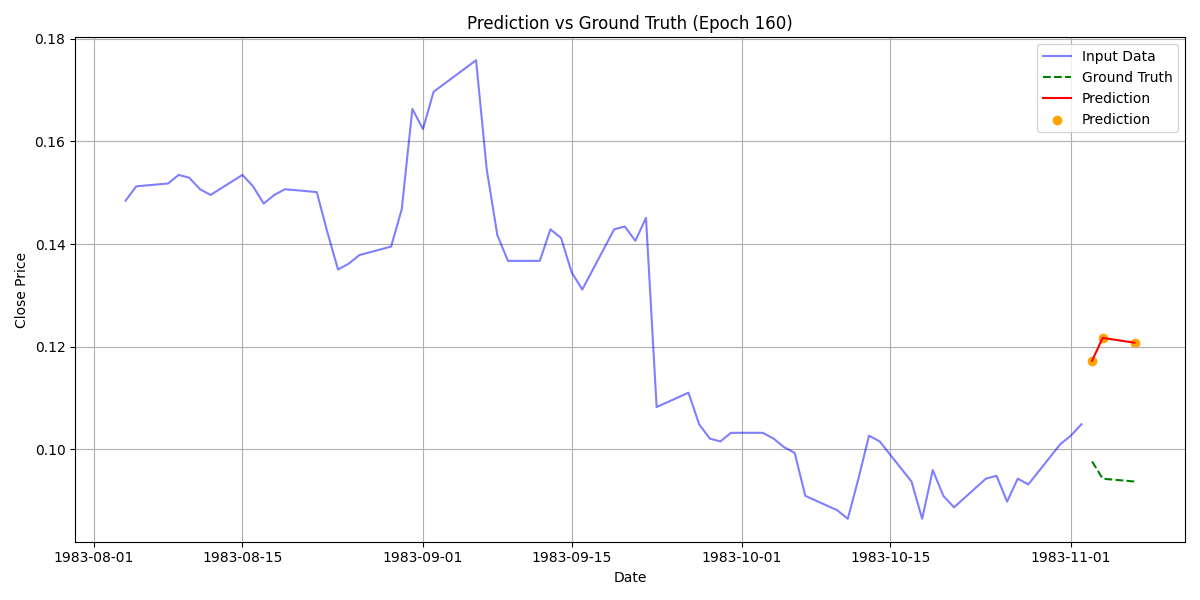 Prediction vs Ground Truth (Epoch 160)
Input Data
Ground Truth
Prediction
Prediction
Close Price
0.18
0.16
0.14
0.12
0.10
1983-08-01
1983-08-15
1983-09-01
1983-09-15
1983-10-01
1983-10-15
1983-11-01
Date